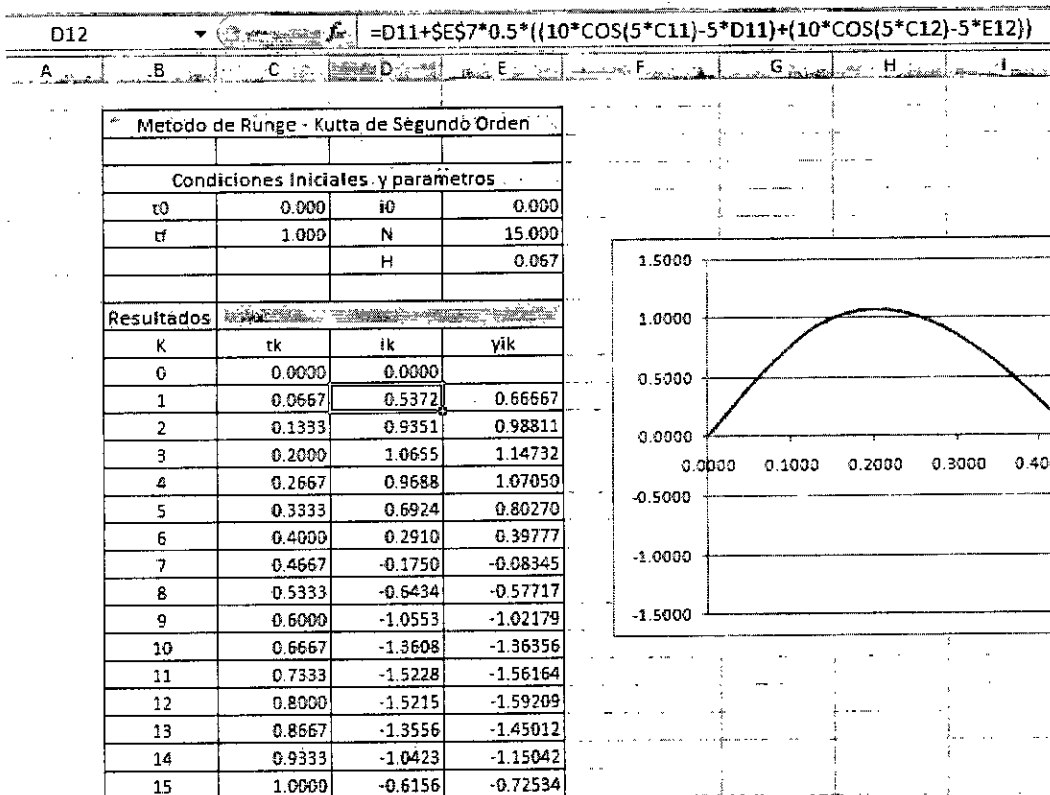 D12 fx =D11+$E$7*0.5*((10*COS(5*C11)-5*D11)+(10*COS(5*C12)-5*E12))
A B C D E F G H I
Metodo de Runge - Kutta de Segundo Orden
Condiciones Iniciales y parametros
t0 0.000 i0 0.000
tf 1.000 N 15.000
H 0.067
Resultados
K tk ik yik
0 0.0000 0.0000
1 0.0667 0.5372 0.66667
2 0.1333 0.9351 0.98811
3 0.2000 1.0655 1.14732
4 0.2667 0.9688 1.07050
5 0.3333 0.6924 0.80270
6 0.4000 0.2910 0.39777
7 0.4667 -0.1750 -0.08345
8 0.5333 -0.6434 -0.57717
9 0.6000 -1.0553 -1.02179
10 0.6667 -1.3608 -1.36356
11 0.7333 -1.5228 -1.56164
12 0.8000 -1.5215 -1.59209
13 0.8667 -1.3556 -1.45012
14 0.9333 -1.0423 -1.15042
15 1.0000 -0.6156 -0.72534
1.5000
1.0000
0.5000
0.0000
0.0000 0.1000 0.2000 0.3000 0.40
-0.5000
-1.0000
-1.5000